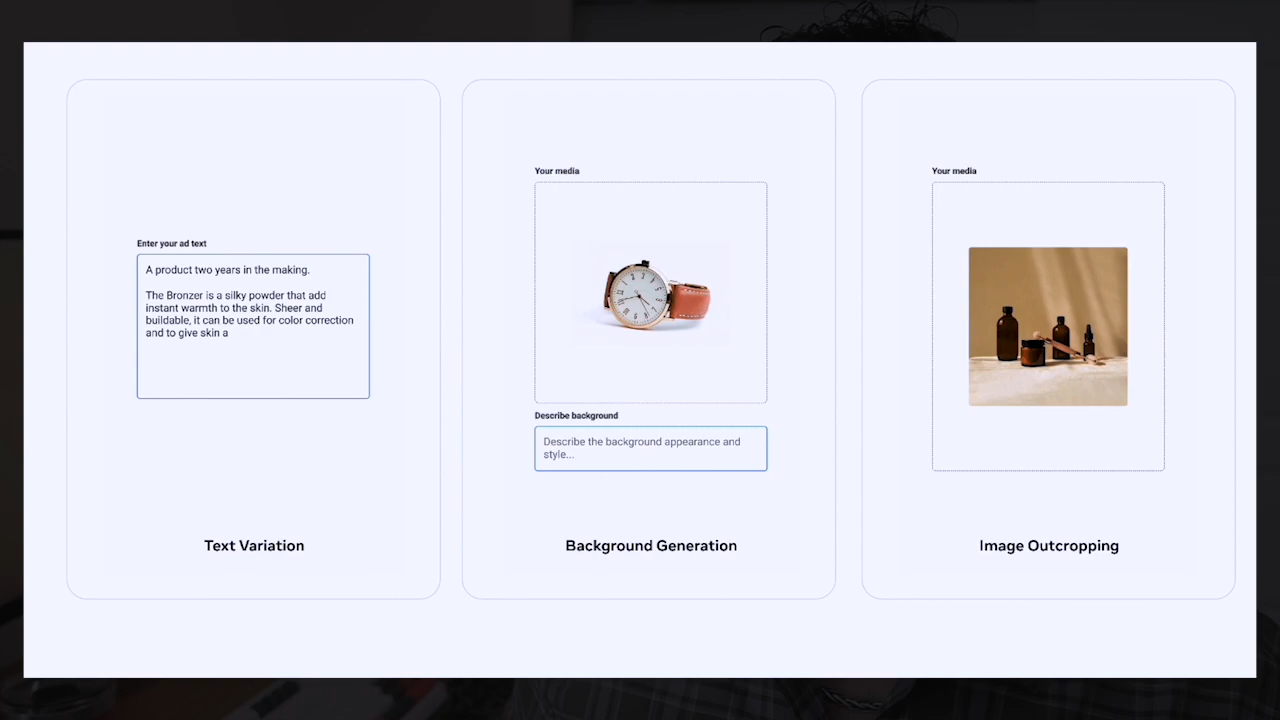 Enter your ad text
A product two years in the making.
The Bronzer is a silky powder that add
instant warmth to the skin. Sheer and
buildable, it can be used for color correction
and to give skin a
Text Variation
Your media
Describe background
Describe the background appearance and
style...
Background Generation
Your media
Image Outcropping